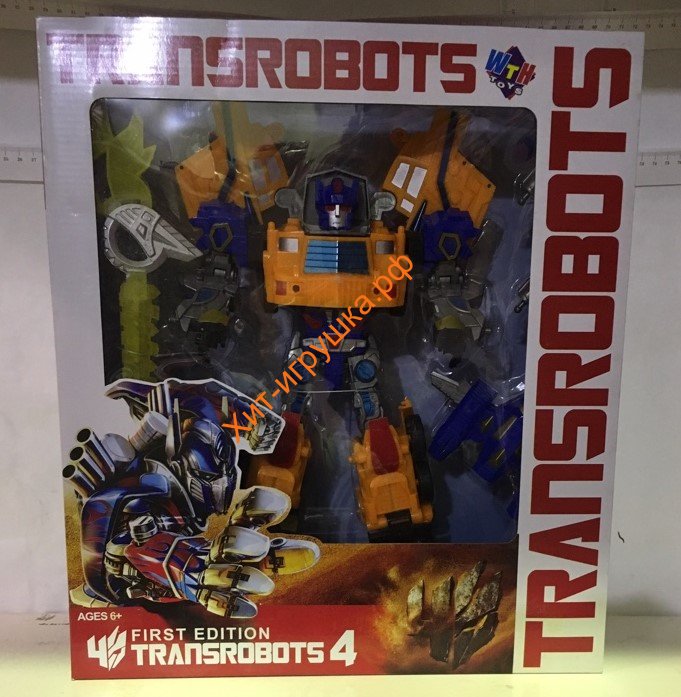 TRANSROBOTS
WTH
TOYS
TRANSROBOTS
Хит-игрушка.рф
AGES 6+
FIRST EDITION
TRANSROBOTS 4